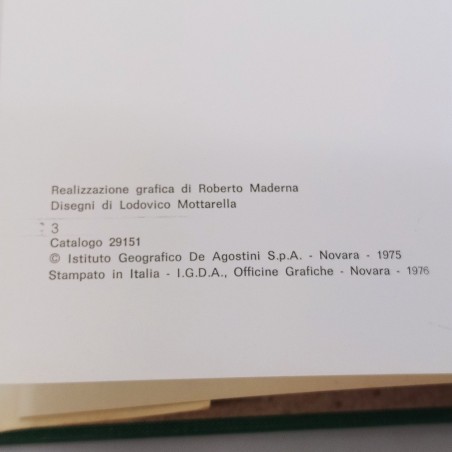 Realizzazione grafica di Roberto Maderna
Disegni di Lodovico Mottarella
3
Catalogo 29151
© Istituto Geografico De Agostini S.p.A. - Novara - 1975
Stampato in Italia - I.G.D.A., Officine Grafiche - Novara - 1976